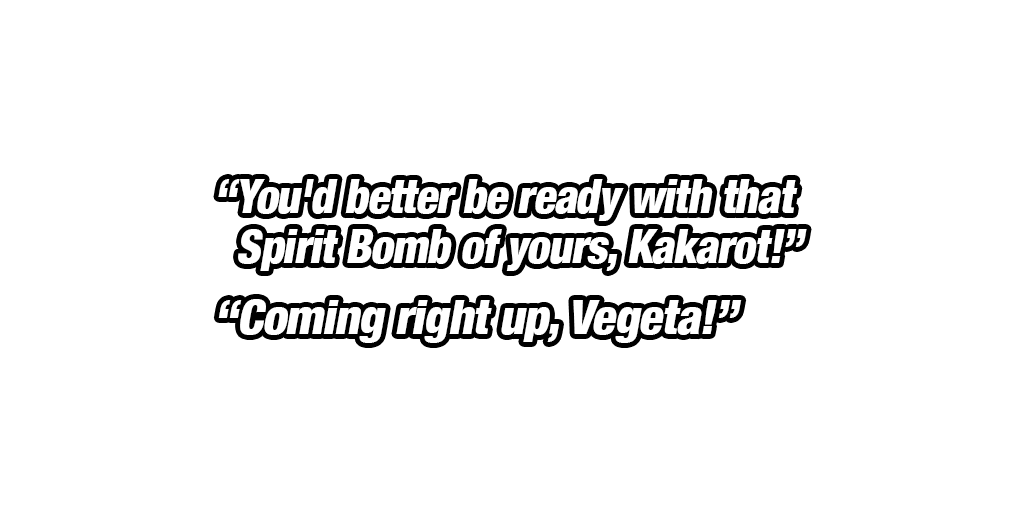 “You'd better be ready with that
Spirit Bomb of yours, Kakarot!”
“Coming right up, Vegeta!”